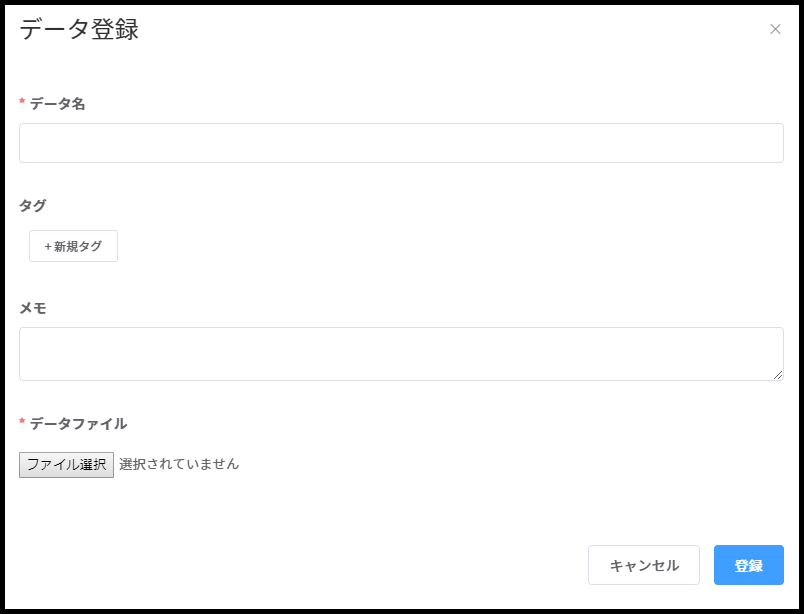 データ登録
* データ名
タグ
+ 新規タグ
メモ
* データファイル
ファイル選択 選択されていません
キャンセル 登録